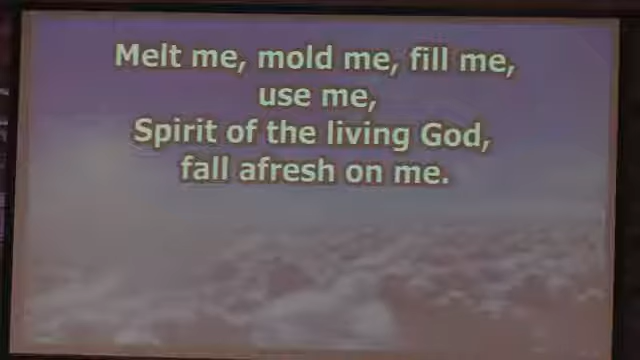 Melt me, mold me, fill me,
use me,
Spirit of the living God,
fall afresh on me.